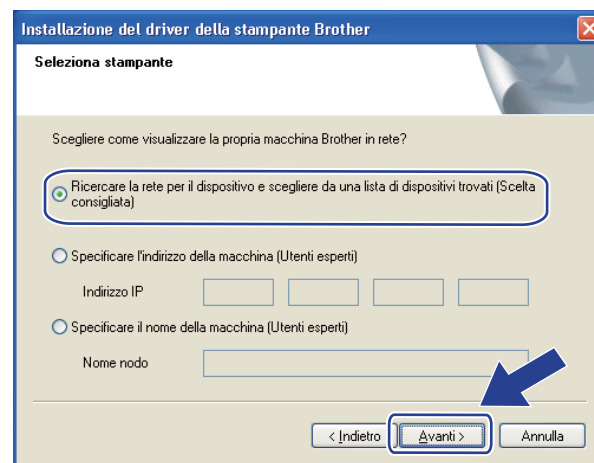 Installazione del driver della stampante Brother
Seleziona stampante
Scegliere come visualizzare la propria macchina Brother in rete?
Ricercare la rete per il dispositivo e scegliere da una lista di dispositivi trovati (Scelta
consigliata)
Specificare l'indirizzo della macchina (Utenti esperti)
Indirizzo IP
Specificare il nome della macchina (Utenti esperti)
Nome nodo
< Indietro Avanti > Annulla